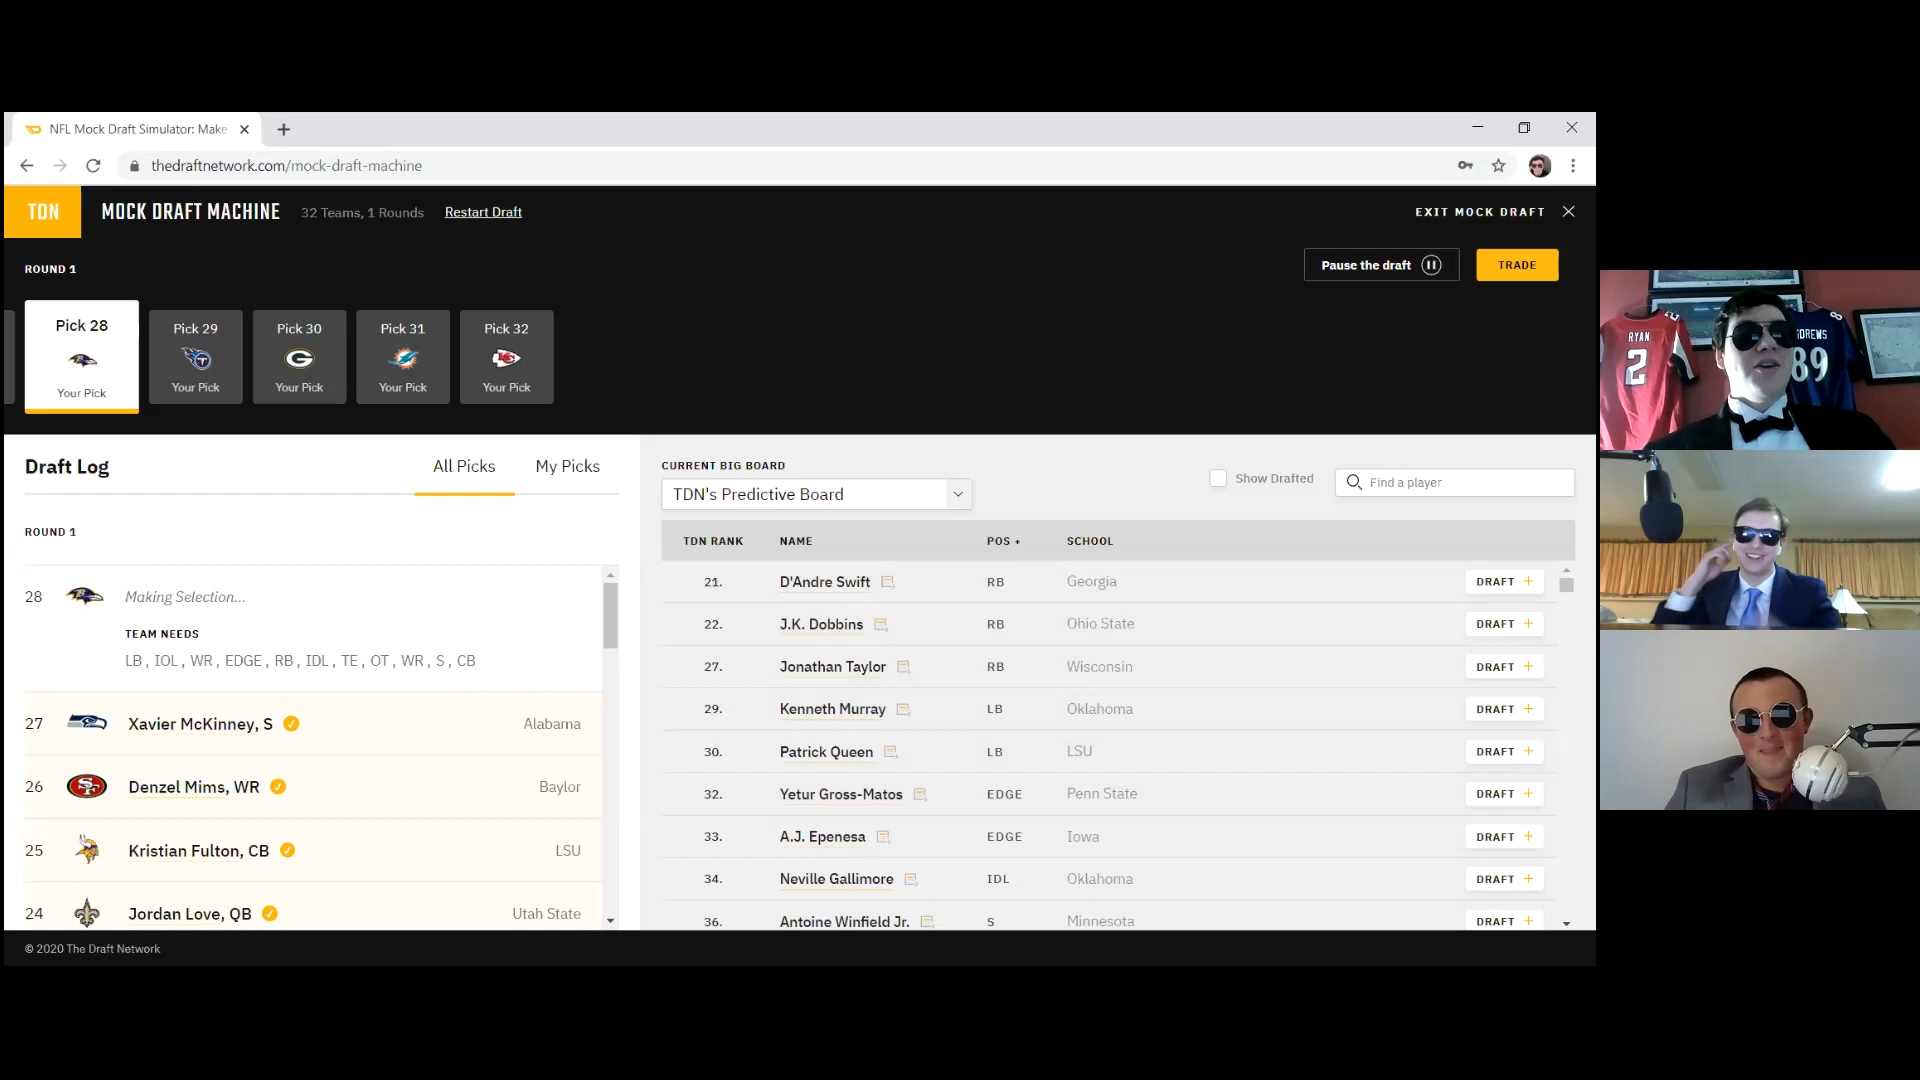 NFL Mock Draft Simulator: Make
thedraftnetwork.com/mock-draft-machine
TDN
MOCK DRAFT MACHINE
32 Teams, 1 Rounds
Restart Draft
EXIT MOCK DRAFT
ROUND 1
Pause the draft
TRADE
Pick 28
Your Pick
Pick 29
Your Pick
Pick 30
G
Your Pick
Pick 31
Your Pick
Pick 32
KC
Your Pick
Draft Log
All Picks
My Picks
ROUND 1
28
Making Selection...
TEAM NEEDS
LB , IOL , WR , EDGE , RB , IDL , TE , OT , WR , S , CB
27 Xavier McKinney, S Alabama
26 SF Denzel Mims, WR Baylor
25 Kristian Fulton, CB LSU
24 Jordan Love, QB Utah State
CURRENT BIG BOARD
TDN's Predictive Board
Show Drafted
Find a player
TDN RANK NAME POS + SCHOOL
21. D'Andre Swift RB Georgia DRAFT +
22. J.K. Dobbins RB Ohio State DRAFT +
27. Jonathan Taylor RB Wisconsin DRAFT +
29. Kenneth Murray LB Oklahoma DRAFT +
30. Patrick Queen LB LSU DRAFT +
32. Yetur Gross-Matos EDGE Penn State DRAFT +
33. A.J. Epenesa EDGE Iowa DRAFT +
34. Neville Gallimore IDL Oklahoma DRAFT +
36. Antoine Winfield Jr. S Minnesota DRAFT +
© 2020 The Draft Network
RYAN
2
DREWS
89